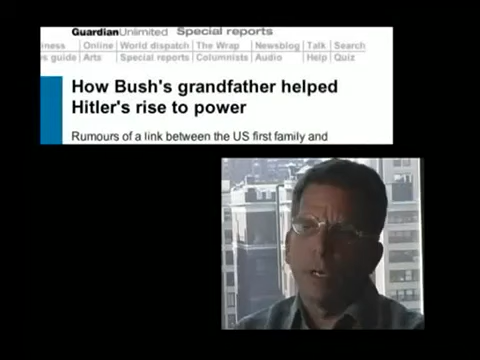 GuardianUnlimited Special reports
iness Online World dispatch The Wrap Newsblog Talk Search
s guide Arts Special reports Columnists Audio Help Quiz
How Bush's grandfather helped
Hitler's rise to power
Rumours of a link between the US first family and